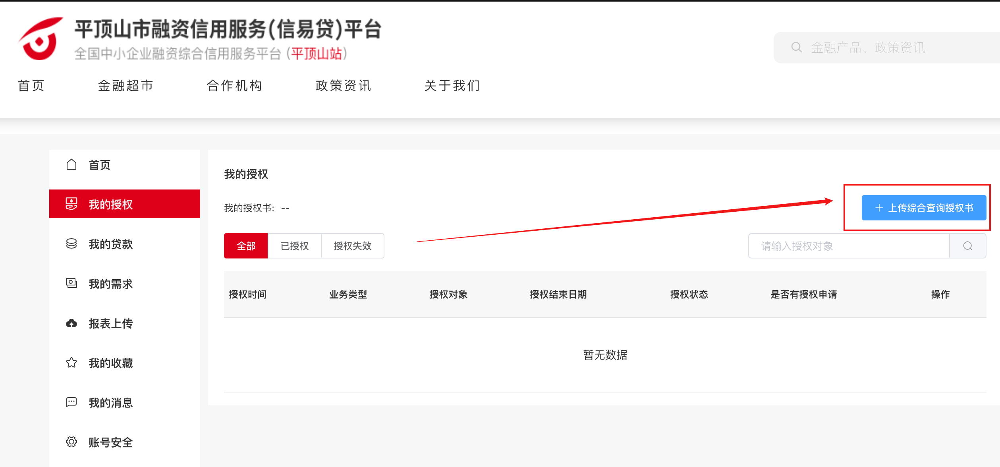 平顶山市融资信用服务(信易贷)平台
全国中小企业融资综合信用服务平台（平顶山站）
金融产品、政策资讯
首页
金融超市
合作机构
政策资讯
关于我们
首页
我的授权
我的贷款
我的需求
报表上传
我的收藏
我的消息
账号安全
我的授权
我的授权书: --
上传综合查询授权书
全部
已授权
授权失效
请输入授权对象
授权时间
业务类型
授权对象
授权结束日期
授权状态
是否有授权申请
操作
暂无数据